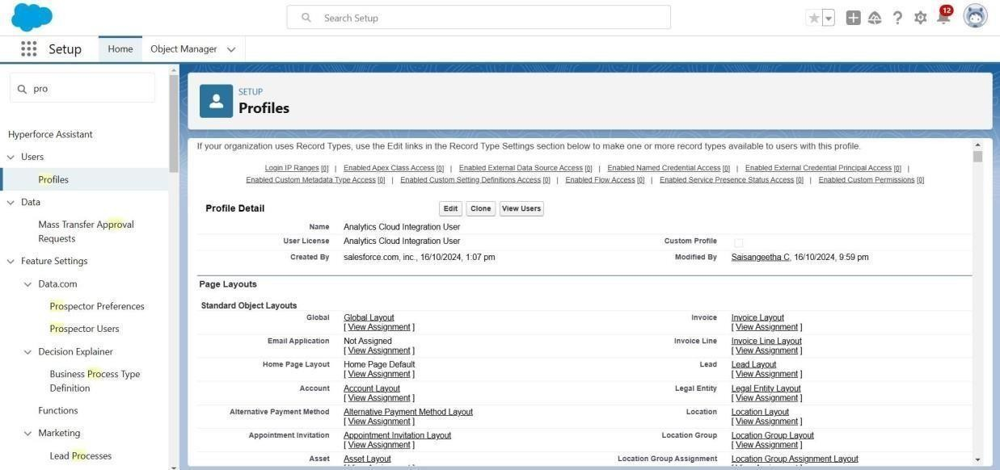 Search Setup
12
Setup
Home
Object Manager
pro
Hyperforce Assistant
Users
Profiles
Data
Mass Transfer Approval
Requests
Feature Settings
Data.com
Prospector Preferences
Prospector Users
Decision Explainer
Business Process Type
Definition
Functions
Marketing
Lead Processes
SETUP
Profiles
If your organization uses Record Types, use the Edit links in the Record Type Settings section below to make one or more record types available to users with this profile.
Login IP Ranges [0] | Enabled Apex Class Access [0] | Enabled External Data Source Access [0] | Enabled Named Credential Access [0] | Enabled External Credential Principal Access [0] |
Enabled Custom Metadata Type Access [0] | Enabled Custom Setting Definitions Access [0] | Enabled Flow Access [0] | Enabled Service Presence Status Access [0] | Enabled Custom Permissions [0]
Profile Detail Edit Clone View Users
Name Analytics Cloud Integration User
User License Analytics Cloud Integration User Custom Profile
Created By salesforce.com, inc., 16/10/2024, 1:07 pm Modified By Saisangeetha C, 16/10/2024, 9:59 pm
Page Layouts
Standard Object Layouts
Global Global Layout Invoice Invoice Layout
[ View Assignment ] [ View Assignment ]
Email Application Not Assigned Invoice Line Invoice Line Layout
[ View Assignment ] [ View Assignment ]
Home Page Layout Home Page Default Lead Lead Layout
[ View Assignment ] [ View Assignment ]
Account Account Layout Legal Entity Legal Entity Layout
[ View Assignment ] [ View Assignment ]
Alternative Payment Method Alternative Payment Method Layout Location Location Layout
[ View Assignment ] [ View Assignment ]
Appointment Invitation Appointment Invitation Layout Location Group Location Group Layout
[ View Assignment ] [ View Assignment ]
Asset Asset Layout Location Group Assignment Location Group Assignment Layout